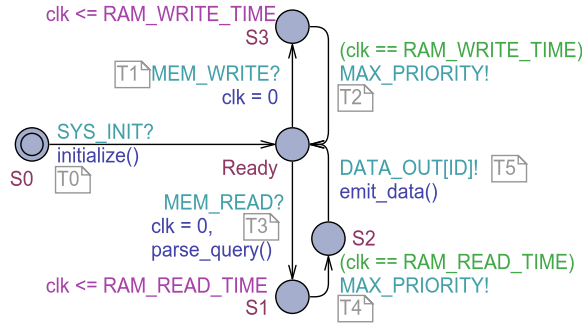 clk <= RAM_WRITE_TIME
S3
(clk == RAM_WRITE_TIME)
T1 MEM_WRITE? MAX_PRIORITY!
clk = 0 T2
SYS_INIT?
initialize() Ready DATA_OUT[ID]! T5
S0 T0 emit_data()
MEM_READ?
clk = 0, T3
parse_query() S2
(clk == RAM_READ_TIME)
clk <= RAM_READ_TIME MAX_PRIORITY!
S1 T4